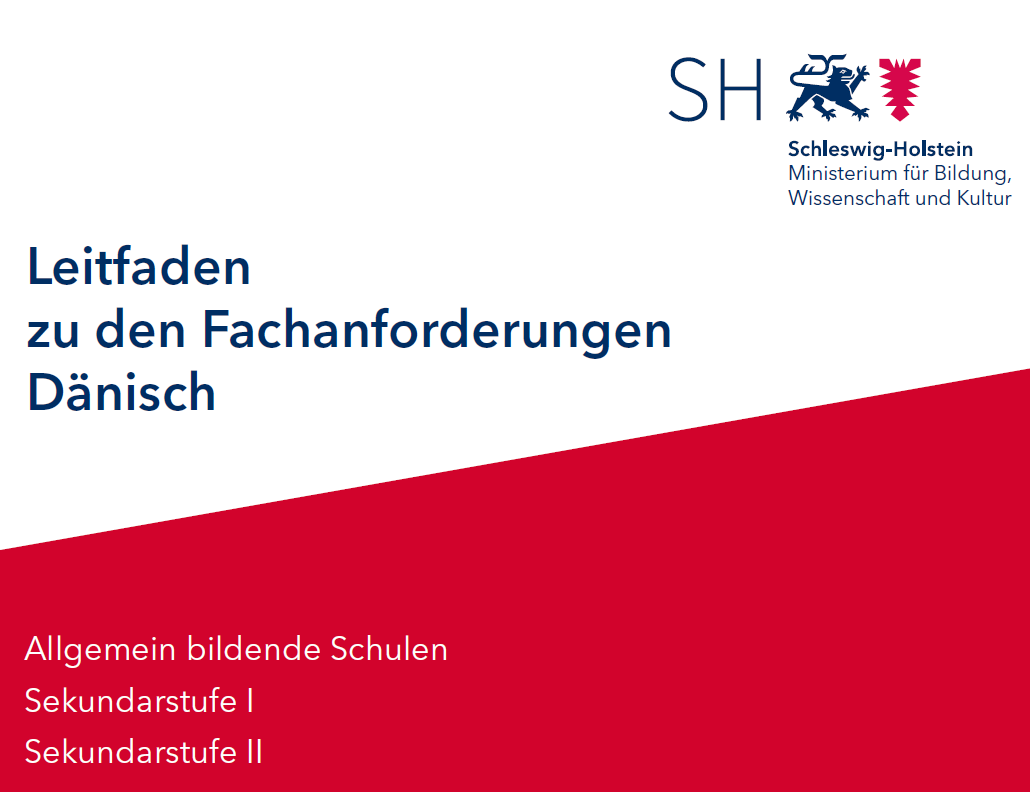 SH
Schleswig-Holstein
Ministerium für Bildung,
Wissenschaft und Kultur
Leitfaden
zu den Fachanforderungen
Dänisch
Allgemein bildende Schulen
Sekundarstufe I
Sekundarstufe II